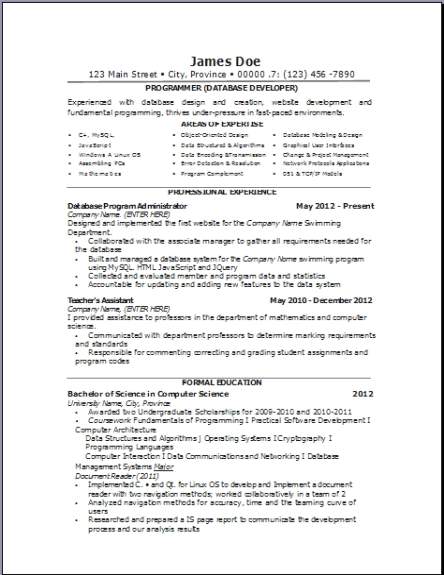 James Doe
123 Main Street • City, Province • 00000 .7: (123) 456 -7890
PROGRAMMER (DATABASE DEVELOPER)
Experienced with database design and creation, website development and
fundamental programming, thrives under-pressure in fast-paced environments.
AREAS OF EXPERTISE
• C+, MySQL, • Object-Oriented Design • Database Modeling & Design
• JavaScript • Data Structures & Algorithms • Graphical User Interfaces
• Windows A Linux OS • Data Encoding &Transmission • Change & Project Management
• Assembling PCs • Error Detection & Resolution • Network Protocols Applications
• Mathematics • Program Complement • OS1 & TCP/IP Models
PROFESSIONAL EXPERIENCE
Database Program Administrator May 2012 - Present
Company Name. (ENTER HERE)
Designed and implemented the first website for the Company Name Swimming
Department.
• Collaborated with the associate manager to gather all requirements needed for
the database
• Built and managed a database system for the Company Name swimming program
using MySQL. HTML JavaScript and JQuery
• Collected and evaluated member and program data and statistics
• Accountable for updating and adding new features to the data system
Teacher's Assistant May 2010 - December 2012
Company Name, (ENTER HERE)
I provided assistance to professors in the department of mathematics and computer
science.
• Communicated with department professors to determine marking requirements
and standards
• Responsible for commenting correcting and grading student assignments and
program codes
FORMAL EDUCATION
Bachelor of Science in Computer Science 2012
University Name, City, Province.
• Awarded two Undergraduate Scholarships for 2009-2010 and 2010-2011
• Coursework Fundamentals of Programming I Practical Software Development I
Computer Architecture
Data Structures and Algorithms| Operating Systems I Cryptology I
Programming Languages
Computer Interaction I Data Communications and Networking I Database
Management Systems Major
Document Reader (2011)
• Implemented C. • and Qt. for Linux OS to develop and Implement a document
reader with two navigation methods; worked collaboratively in a team of 2
• Analyzed navigation methods for accuracy, time and the teaming curve of
users
• Researched and prepared a IS page report to communicate the development
process and our analysis results